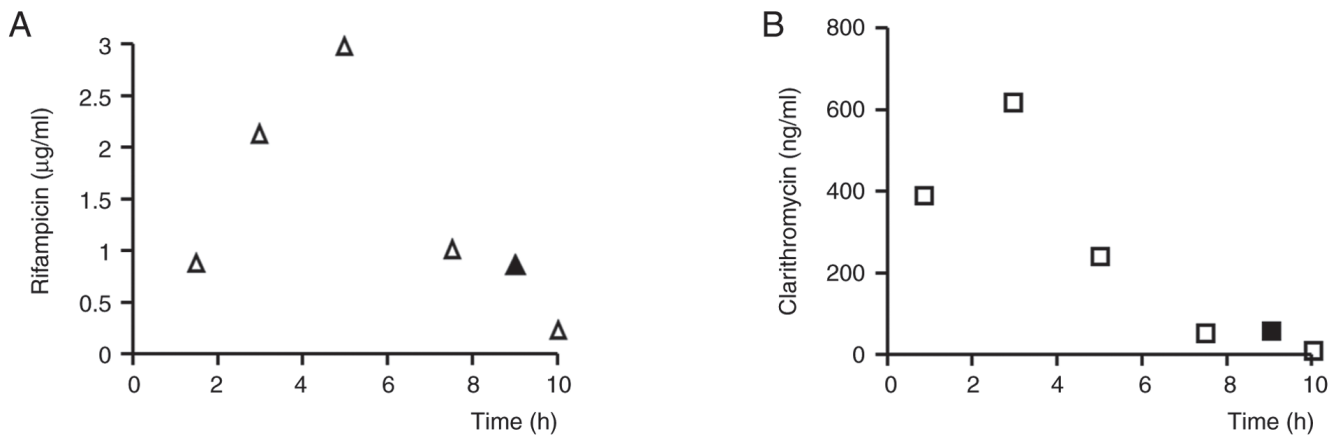 A
Rifampicin (μg/ml)
3
2.5
2
1.5
1
0.5
0
0 2 4 6 8 10
Time (h)
B
Clarithromycin (ng/ml)
800
600
400
200
0
0 2 4 6 8 10
Time (h)